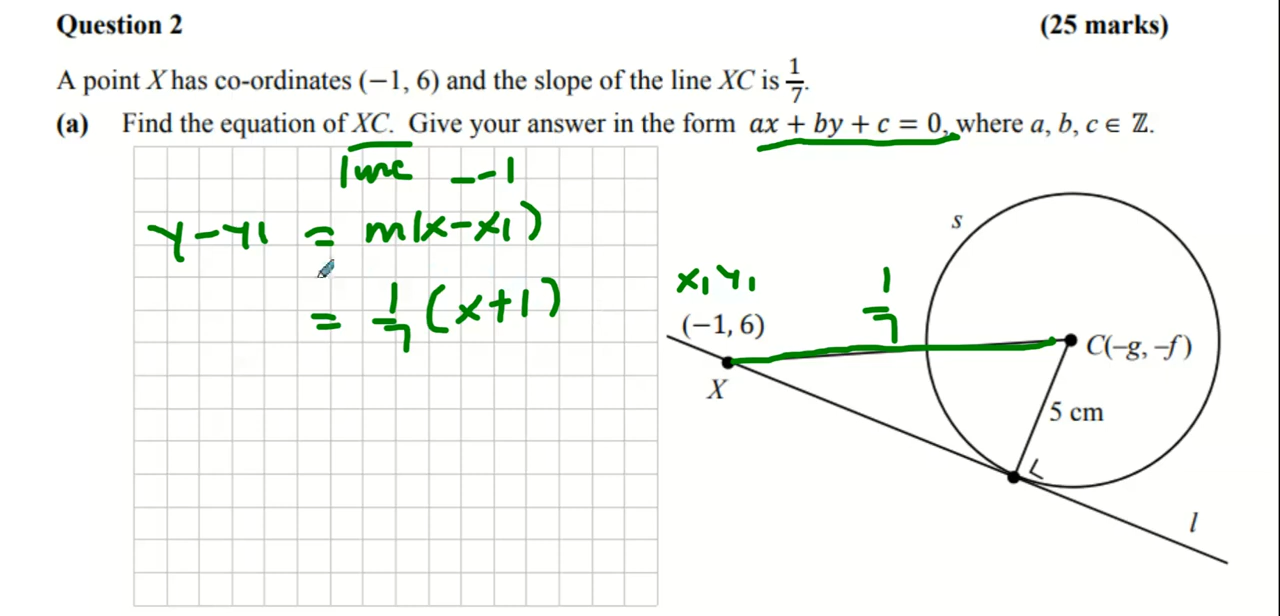 Question 2 (25 marks)
A point X has co-ordinates (−1, 6) and the slope of the line XC is 1/7.
(a) Find the equation of XC. Give your answer in the form ax + by + c = 0, where a, b, c ∈ ℤ.
line
y − y1 = m(x − x1)
= 1/7 (x + 1)
x1 y1
(−1, 6)
1/7
X
s
C(−g, −f)
5 cm
l